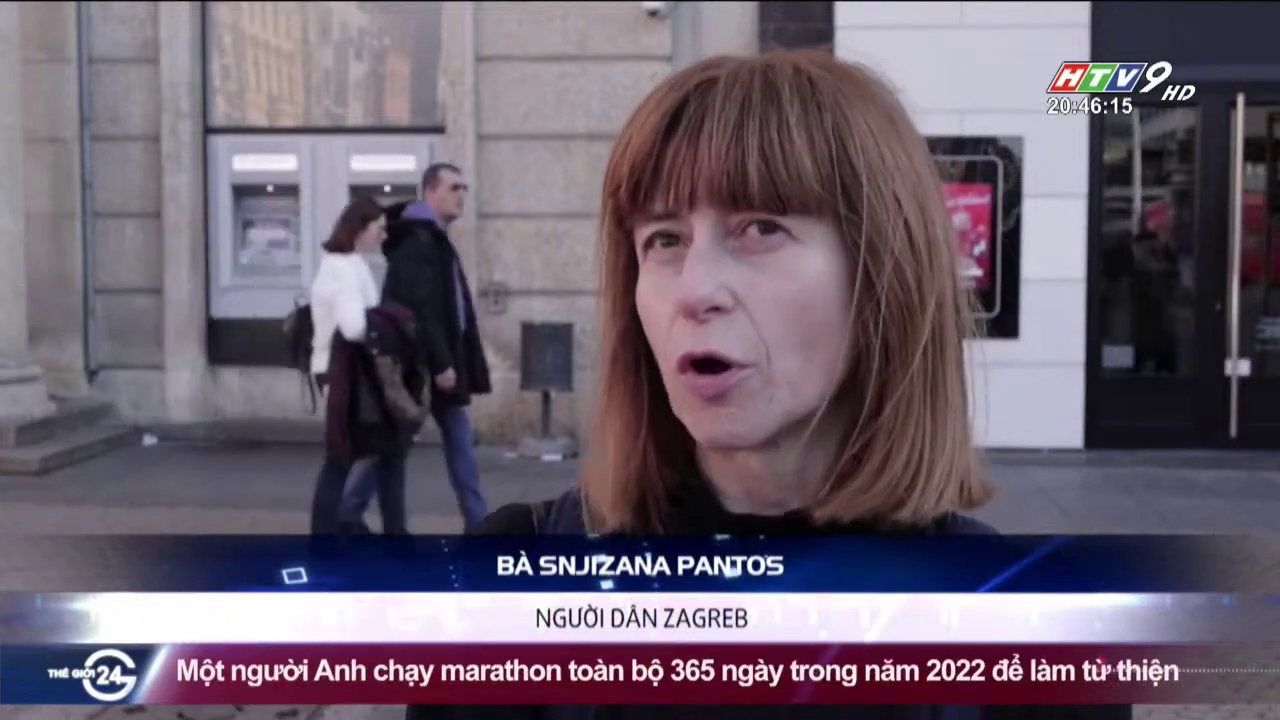 HTV9 HD
20:46:15
BÀ SNJIZANA PANTOS
NGƯỜI DÂN ZAGREB
THẾ GIỚI 24G
Một người Anh chạy marathon toàn bộ 365 ngày trong năm 2022 để làm từ thiện